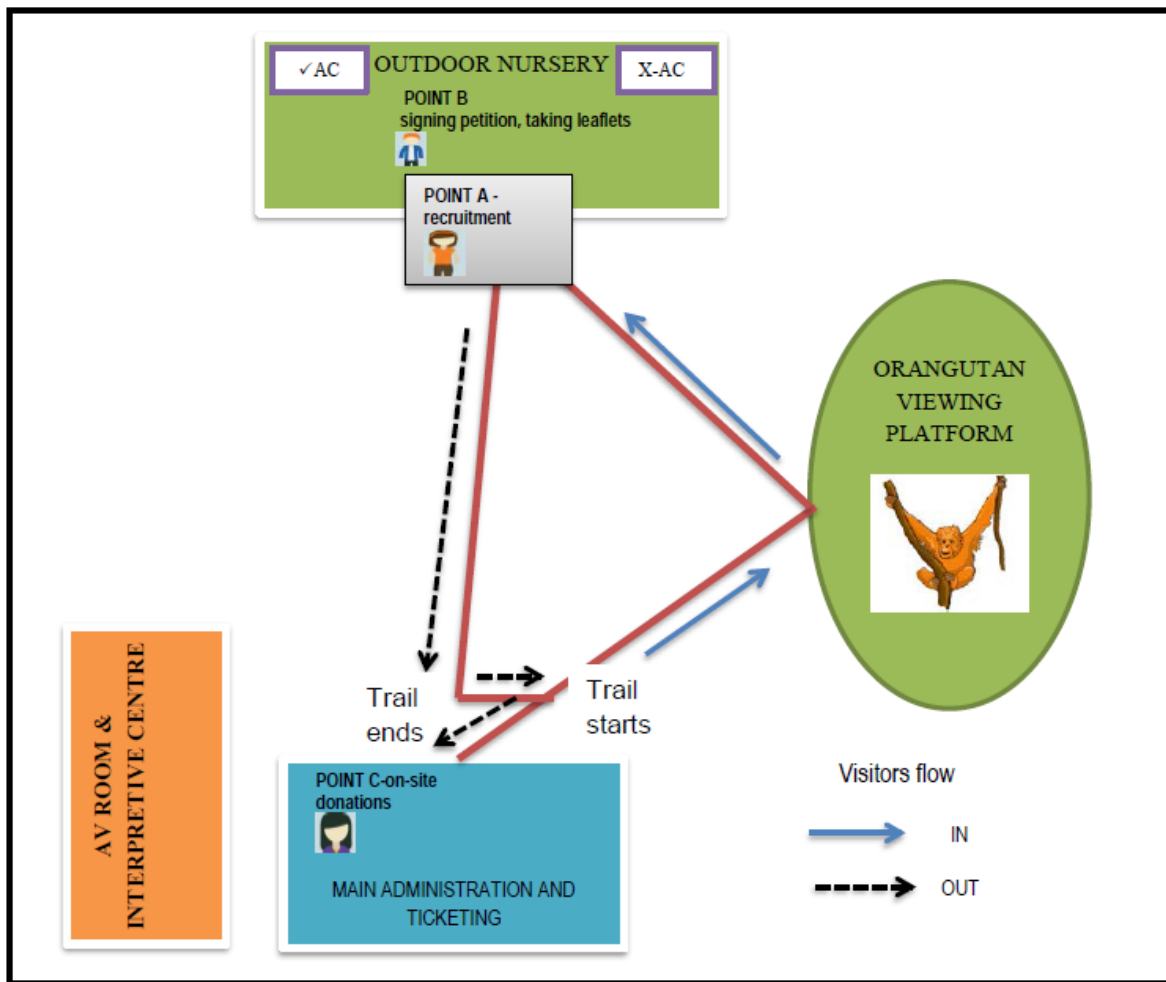 ✓AC
OUTDOOR NURSERY
X-AC
POINT B
signing petition, taking leaflets
POINT A -
recruitment
ORANGUTAN
VIEWING
PLATFORM
Trail
ends
Trail
starts
AV ROOM &
INTERPRETIVE CENTRE
POINT C-on-site
donations
MAIN ADMINISTRATION AND
TICKETING
Visitors flow
IN
OUT